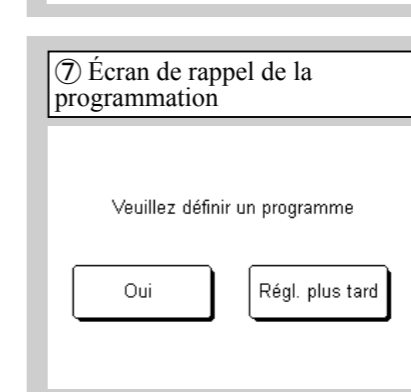 ⑦ Écran de rappel de la
programmation
Veuillez définir un programme
Oui
Régl. plus tard